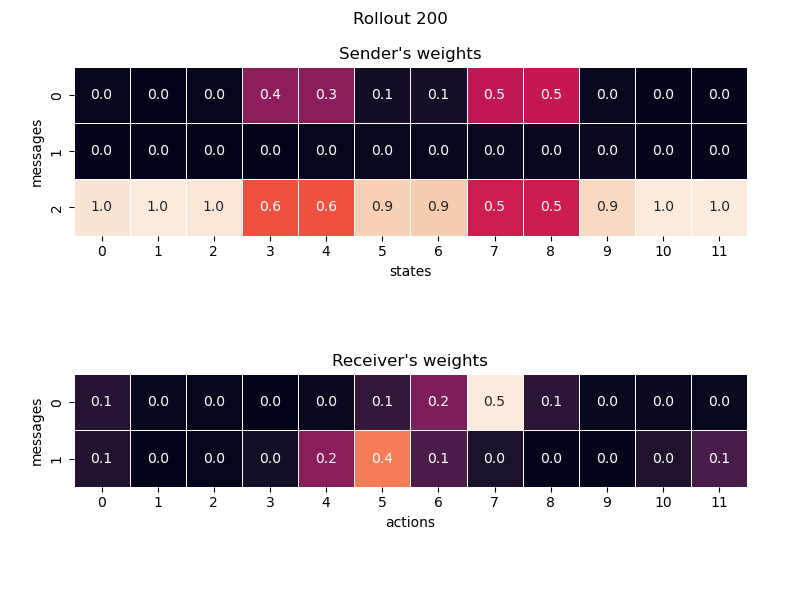 Rollout 200
Sender's weights
0 0.0 0.0 0.0 0.4 0.3 0.1 0.1 0.5 0.5 0.0 0.0 0.0
1 0.0 0.0 0.0 0.0 0.0 0.0 0.0 0.0 0.0 0.0 0.0 0.0
2 1.0 1.0 1.0 0.6 0.6 0.9 0.9 0.5 0.5 0.9 1.0 1.0
messages
0 1 2 3 4 5 6 7 8 9 10 11
states
Receiver's weights
0 0.1 0.0 0.0 0.0 0.0 0.1 0.2 0.5 0.1 0.0 0.0 0.0
1 0.1 0.0 0.0 0.0 0.2 0.4 0.1 0.0 0.0 0.0 0.0 0.1
messages
0 1 2 3 4 5 6 7 8 9 10 11
actions